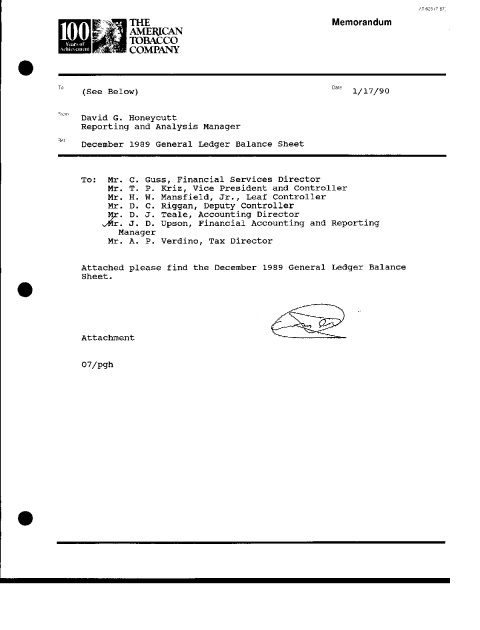 100
Years of
Achievement
THE
AMERICAN
TOBACCO
COMPANY
Memorandum
To (See Below) Date 1/17/90
From David G. Honeycutt
Reporting and Analysis Manager
Re: December 1989 General Ledger Balance Sheet
To: Mr. C. Guss, Financial Services Director
Mr. T. P. Kriz, Vice President and Controller
Mr. H. W. Mansfield, Jr., Leaf Controller
Mr. D. C. Riggan, Deputy Controller
Mr. D. J. Teale, Accounting Director
Mr. J. D. Upson, Financial Accounting and Reporting
Manager
Mr. A. P. Verdino, Tax Director
Attached please find the December 1989 General Ledger Balance
Sheet.
Attachment
07/pgh